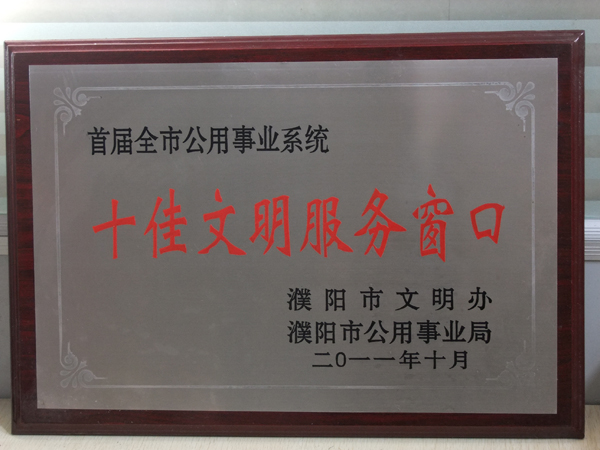 首届全市公用事业系统
十佳文明服务窗口
濮阳市文明办
濮阳市公用事业局
二0一一年十月